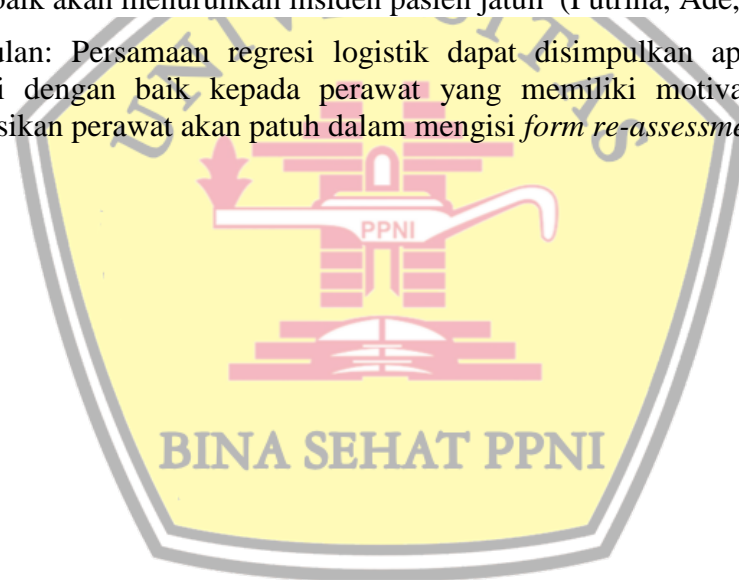 baik akan menurunkan insiden pasien jatuh (Putrina, Ade,
ulan: Persamaan regresi logistik dapat disimpulkan ap
i dengan baik kepada perawat yang memiliki motiva
sikan perawat akan patuh dalam mengisi form re-assessme
UNIVERSITAS
PPNI
BINA SEHAT PPNI